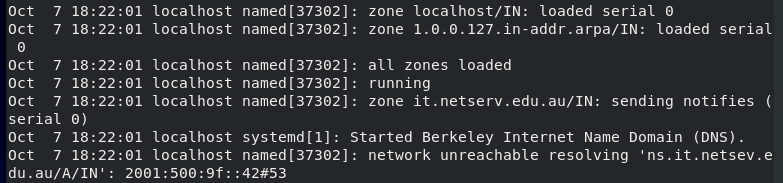 Oct  7 18:22:01 localhost named[37302]: zone localhost/IN: loaded serial 0
Oct  7 18:22:01 localhost named[37302]: zone 1.0.0.127.in-addr.arpa/IN: loaded serial
 0
Oct  7 18:22:01 localhost named[37302]: all zones loaded
Oct  7 18:22:01 localhost named[37302]: running
Oct  7 18:22:01 localhost named[37302]: zone it.netserv.edu.au/IN: sending notifies (
serial 0)
Oct  7 18:22:01 localhost systemd[1]: Started Berkeley Internet Name Domain (DNS).
Oct  7 18:22:01 localhost named[37302]: network unreachable resolving 'ns.it.netsev.e
du.au/A/IN': 2001:500:9f::42#53